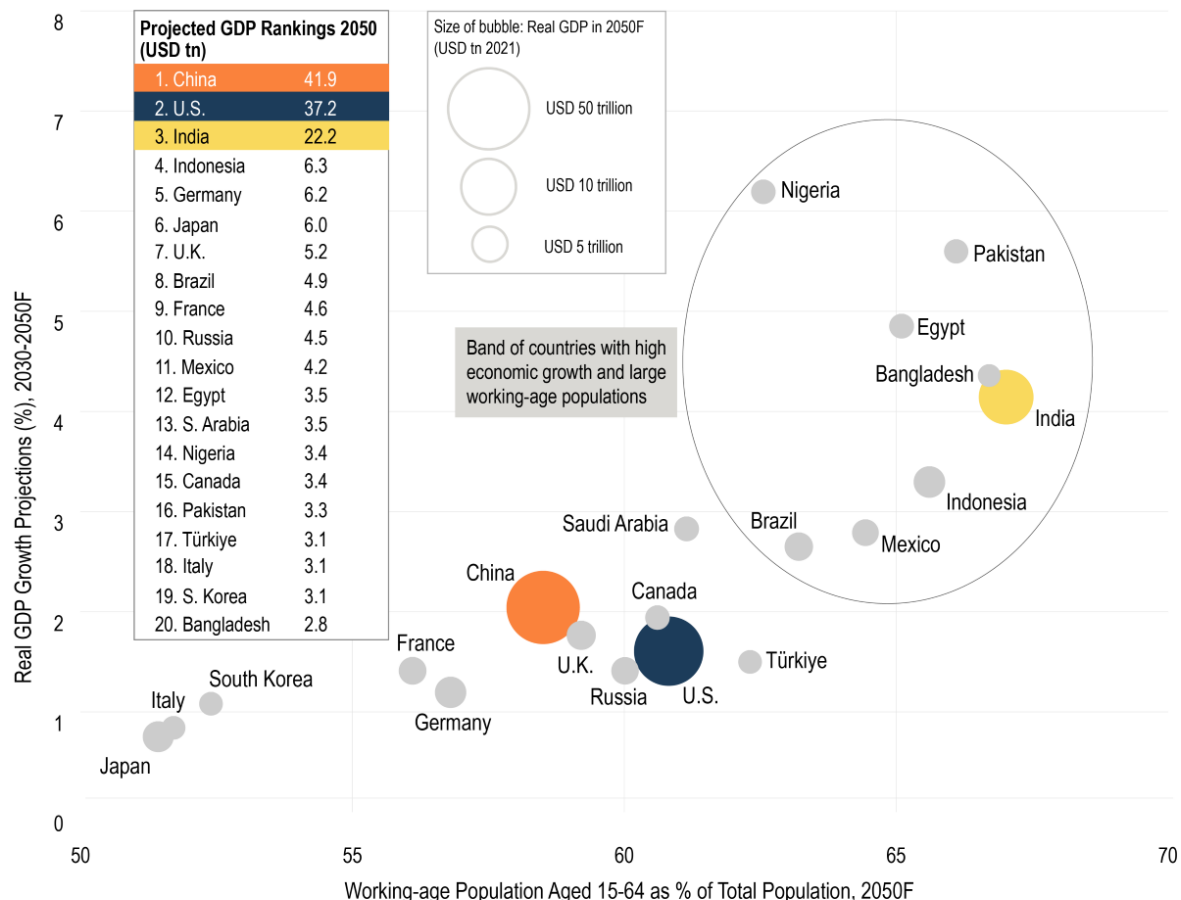 8
7
6
5
4
3
2
1
0
Real GDP Growth Projections (%), 2030-2050F
Projected GDP Rankings 2050
(USD tn)
1. China 41.9
2. U.S. 37.2
3. India 22.2
4. Indonesia 6.3
5. Germany 6.2
6. Japan 6.0
7. U.K. 5.2
8. Brazil 4.9
9. France 4.6
10. Russia 4.5
11. Mexico 4.2
12. Egypt 3.5
13. S. Arabia 3.5
14. Nigeria 3.4
15. Canada 3.4
16. Pakistan 3.3
17. Türkiye 3.1
18. Italy 3.1
19. S. Korea 3.1
20. Bangladesh 2.8
Size of bubble: Real GDP in 2050F
(USD tn 2021)
USD 50 trillion
USD 10 trillion
USD 5 trillion
Band of countries with high
economic growth and large
working-age populations
Nigeria
Pakistan
Egypt
Bangladesh
India
Indonesia
Saudi Arabia
Brazil
Mexico
China
Canada
France
U.K.
Türkiye
Russia
U.S.
South Korea
Italy
Germany
Japan
50 55 60 65 70
Working-age Population Aged 15-64 as % of Total Population, 2050F